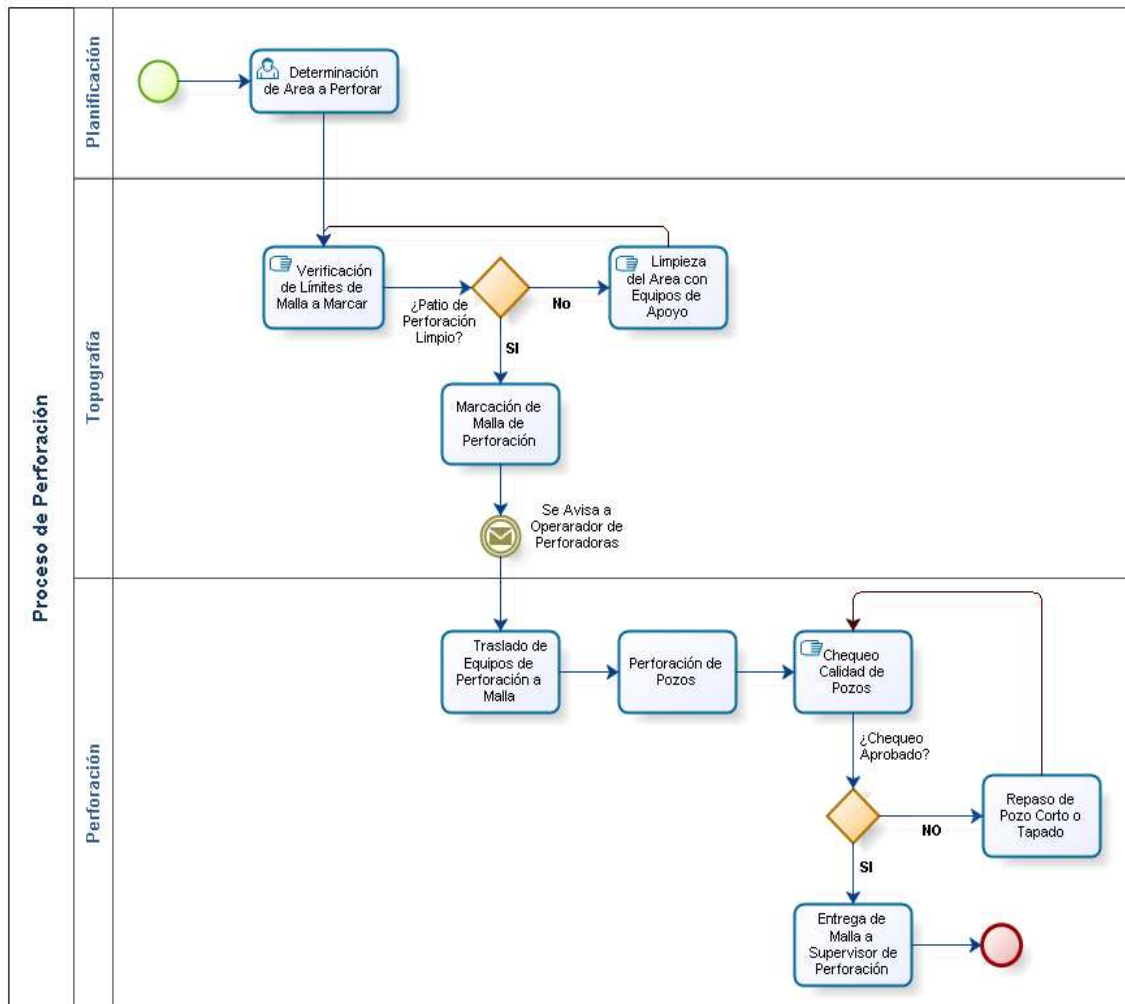 Proceso de Perforación
Planificación
Determinación
de Area a Perforar
Topografía
Verificación
de Límites de
Malla a Marcar
¿Patio de
Perforación
Limpio?
No
Limpieza
del Area con
Equipos de
Apoyo
SI
Marcación de
Malla de
Perforación
Se Avisa a
Operarador de
Perforadoras
Perforación
Traslado de
Equipos de
Perforación a
Malla
Perforación de
Pozos
Chequeo
Calidad de
Pozos
¿Chequeo
Aprobado?
NO
Repaso de
Pozo Corto o
Tapado
SI
Entrega de
Malla a
Supervisor de
Perforación